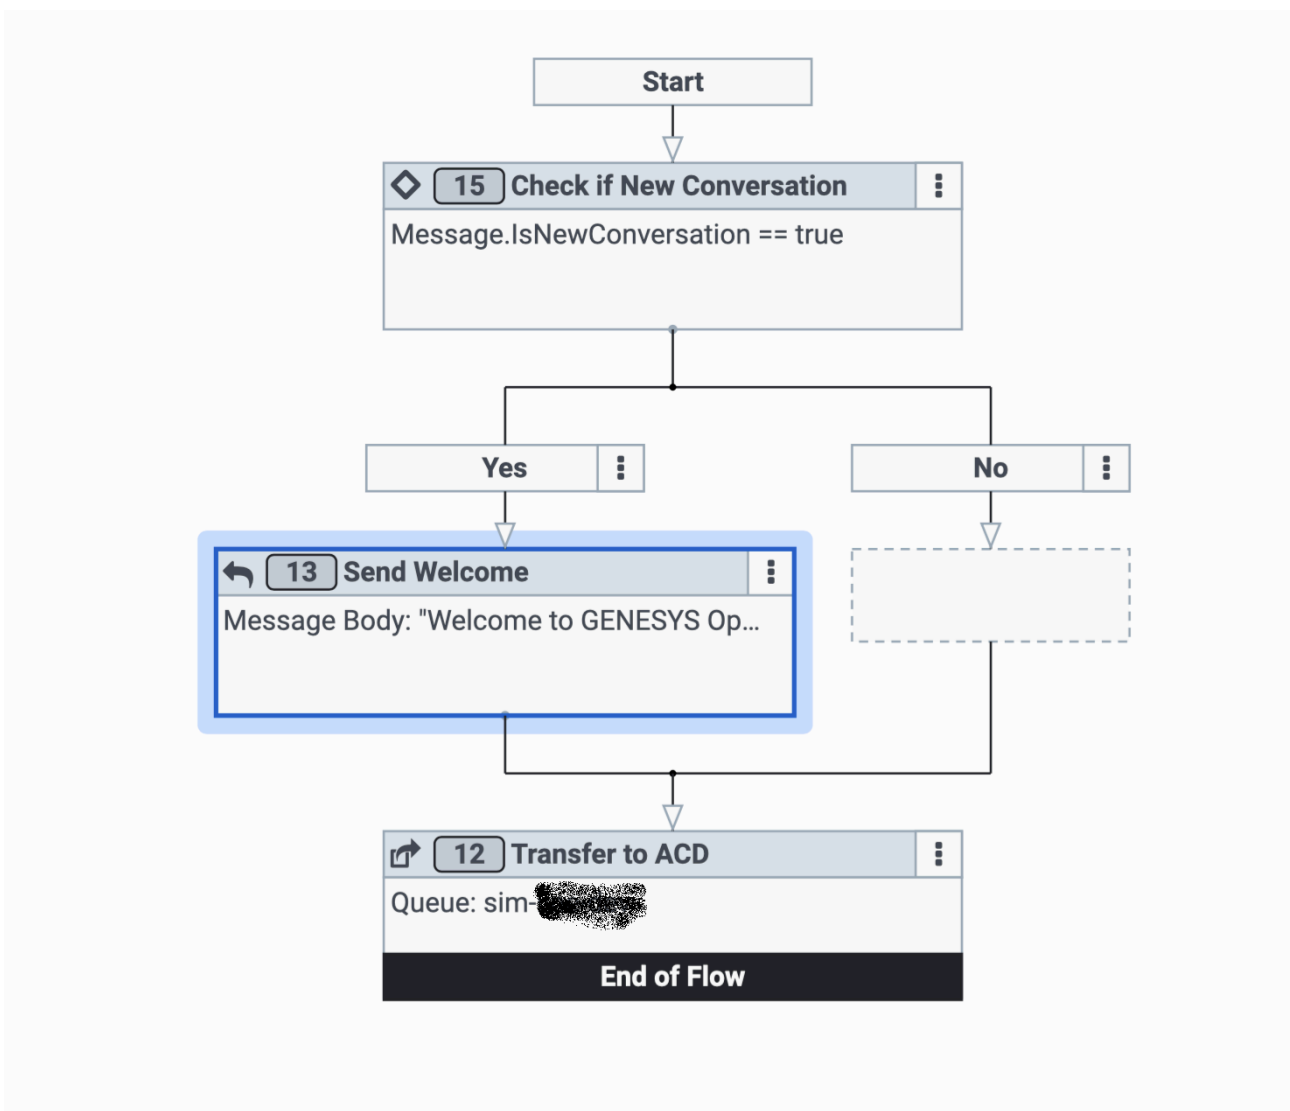 Start
15 Check if New Conversation
Message.IsNewConversation == true
Yes
No
13 Send Welcome
Message Body: "Welcome to GENESYS Op...
12 Transfer to ACD
Queue: sim-
End of Flow